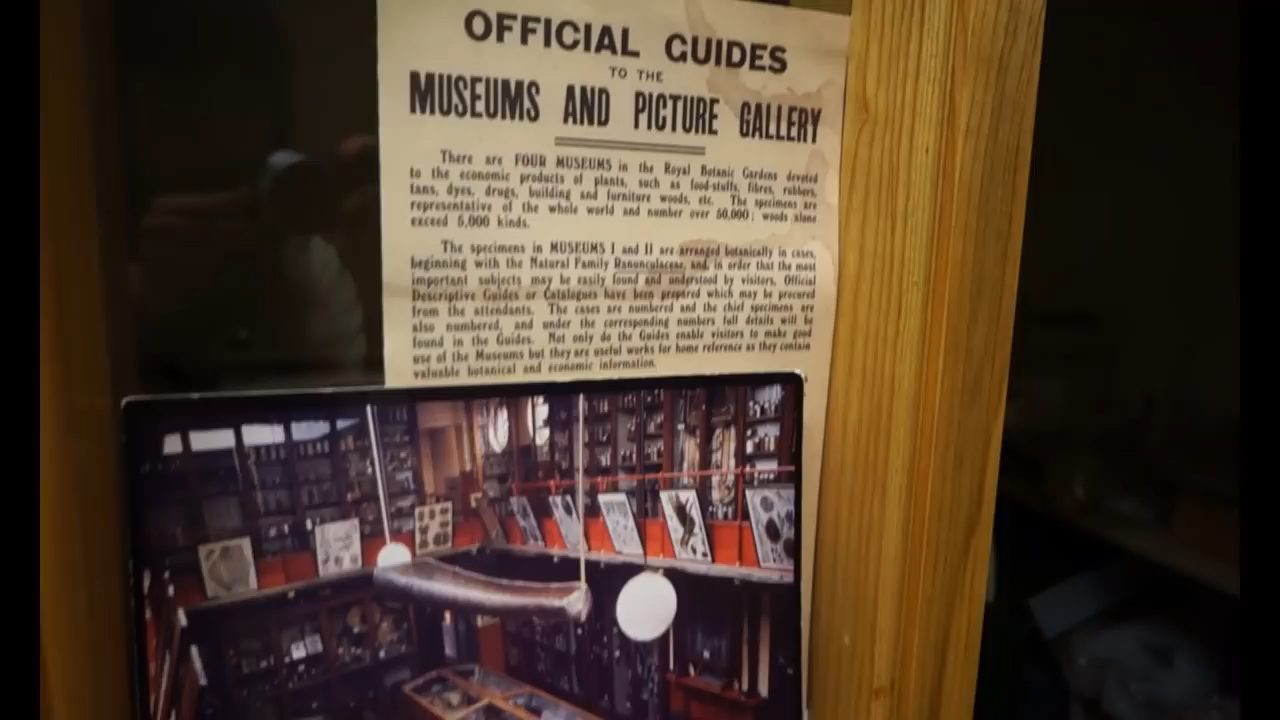 OFFICIAL GUIDES
TO THE
MUSEUMS AND PICTURE GALLERY
There are FOUR MUSEUMS in the Royal Botanic Gardens devoted
to the economic products of plants, such as food-stuffs, fibres, rubbers,
tans, dyes, drugs, building and furniture woods, etc. The specimens are
representative of the whole world and number over 50,000; woods alone
exceed 5,000 kinds.
The specimens in MUSEUMS I and II are arranged botanically in cases,
beginning with the Natural Family Ranunculaceae, and, in order that the most
important subjects may be easily found and understood by visitors, Official
Descriptive Guides or Catalogues have been prepared which may be procured
from the attendants. The cases are numbered and the chief specimens are
also numbered, and under the corresponding numbers full details will be
found in the Guides. Not only do the Guides enable visitors to make good
use of the Museums but they are useful works for home reference as they contain
valuable botanical and economic information.